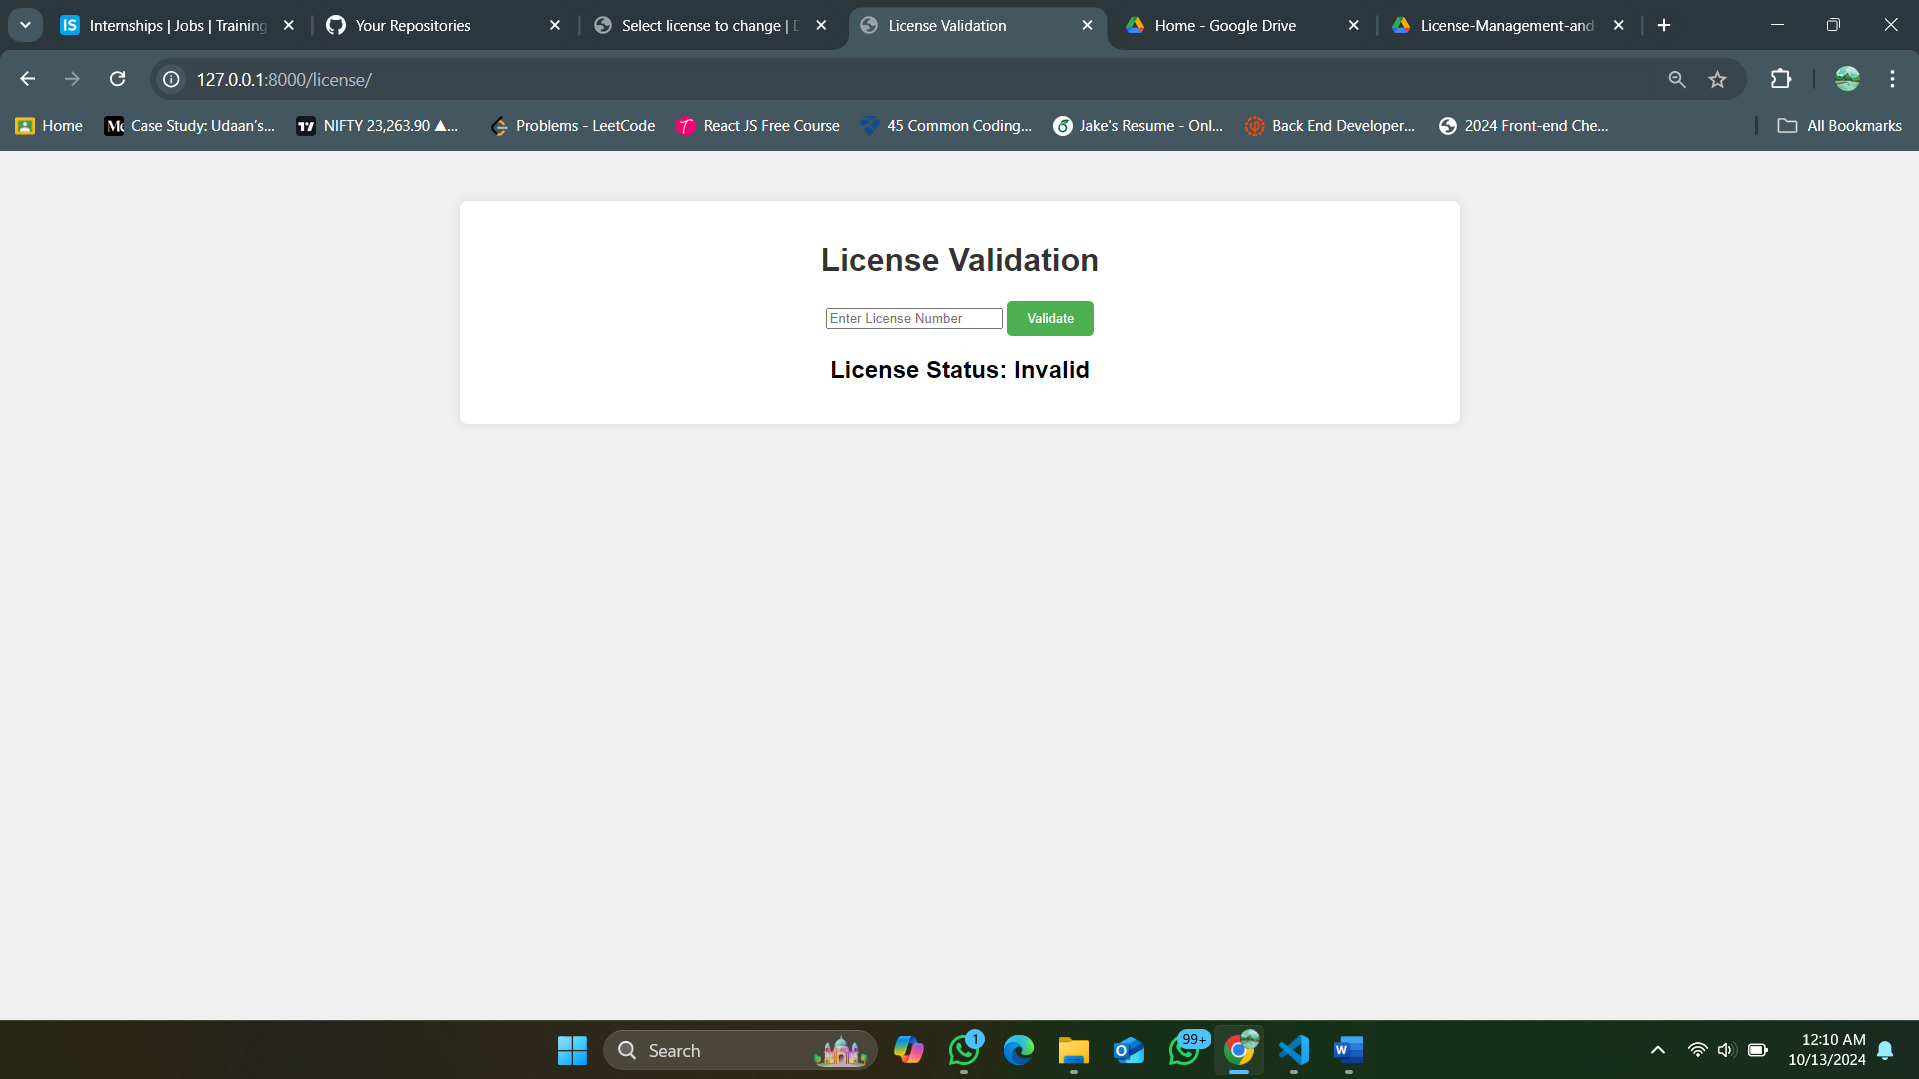 Internships | Jobs | Training
Your Repositories
Select license to change |
License Validation
Home - Google Drive
License-Management-and
127.0.0.1:8000/license/
Home
Case Study: Udaan's...
NIFTY 23,263.90 ▲...
Problems - LeetCode
React JS Free Course
45 Common Coding...
Jake's Resume - Onl...
Back End Developer...
2024 Front-end Che...
All Bookmarks
License Validation
Enter License Number
Validate
License Status: Invalid
Search
1
99+
12:10 AM
10/13/2024